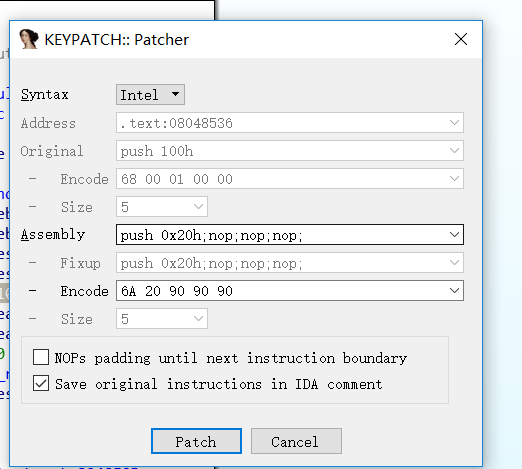 KEYPATCH:: Patcher
Syntax Intel
Address .text:08048536
Original push 100h
- Encode 68 00 01 00 00
- Size 5
Assembly push 0x20h;nop;nop;nop;
- Fixup push 0x20h;nop;nop;nop;
- Encode 6A 20 90 90 90
- Size 5
NOPs padding until next instruction boundary
Save original instructions in IDA comment
Patch Cancel